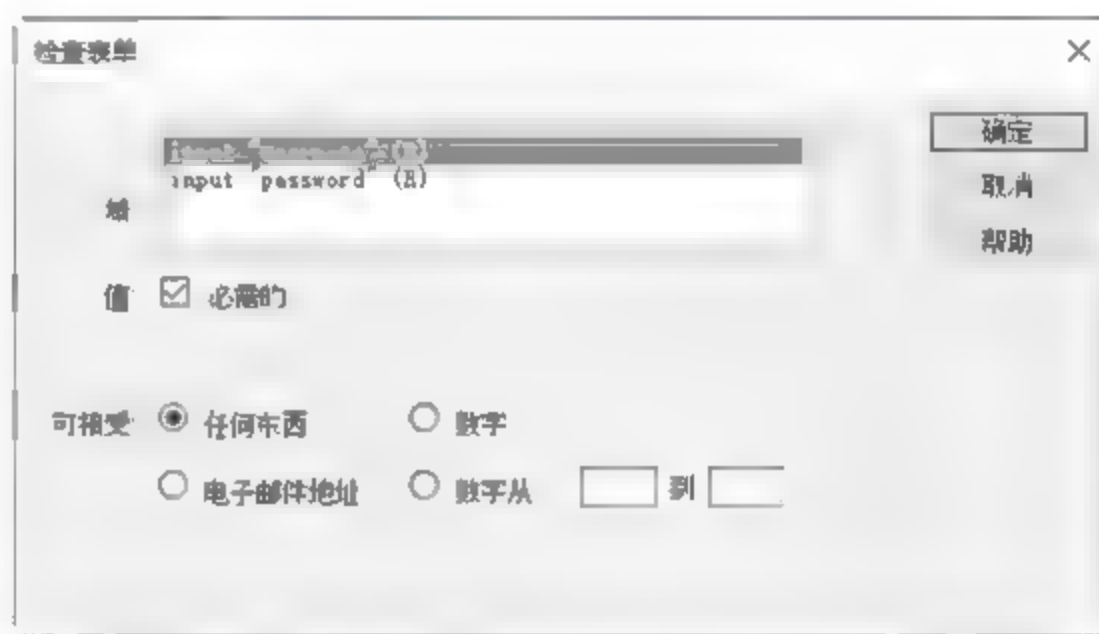 检查表单
确定
input "password" (R)
取消
域
帮助
值: 必需的
可接受: 任何东西 数字
电子邮件地址 数字从 到